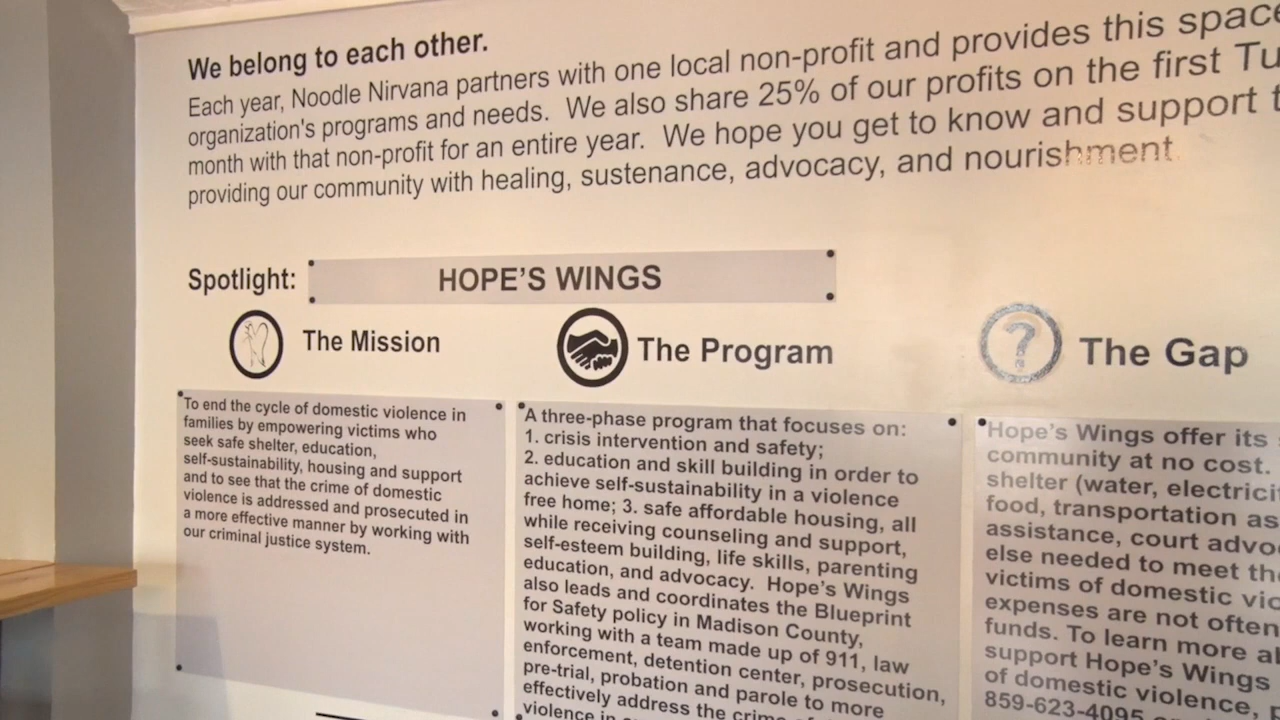 We belong to each other.
Each year, Noodle Nirvana partners with one local non-profit and provides this space
organization's programs and needs. We also share 25% of our profits on the first Tu
month with that non-profit for an entire year. We hope you get to know and support t
providing our community with healing, sustenance, advocacy, and nourishment.
Spotlight: HOPE'S WINGS
The Mission
To end the cycle of domestic violence in
families by empowering victims who
seek safe shelter, education,
self-sustainability, housing and support
and to see that the crime of domestic
violence is addressed and prosecuted in
a more effective manner by working with
our criminal justice system.
The Program
A three-phase program that focuses on:
1. crisis intervention and safety;
2. education and skill building in order to
achieve self-sustainability in a violence
free home; 3. safe affordable housing, all
while receiving counseling and support,
self-esteem building, life skills, parenting
education, and advocacy. Hope's Wings
also leads and coordinates the Blueprint
for Safety policy in Madison County,
working with a team made up of 911, law
enforcement, detention center, prosecution,
pre-trial, probation and parole to more
effectively address the crime
violence in
?
The Gap
Hope's Wings offer its
community at no cost.
shelter (water, electricit
food, transportation as
assistance, court advo
else needed to meet the
victims of domestic vio
expenses are not often
funds. To learn more a
support Hope's Wings
of domestic violence,
859-623-4095